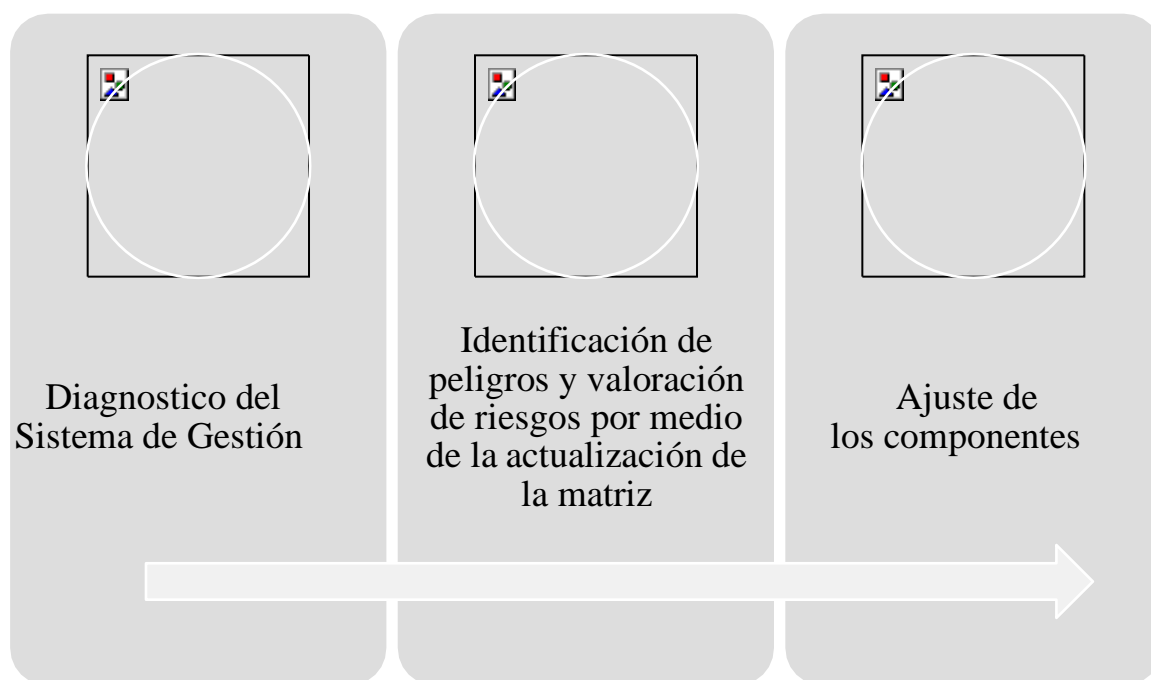 Diagnostico del
Sistema de Gestión
Identificación de
peligros y valoración
de riesgos por medio
de la actualización de
la matriz
Ajuste de
los componentes